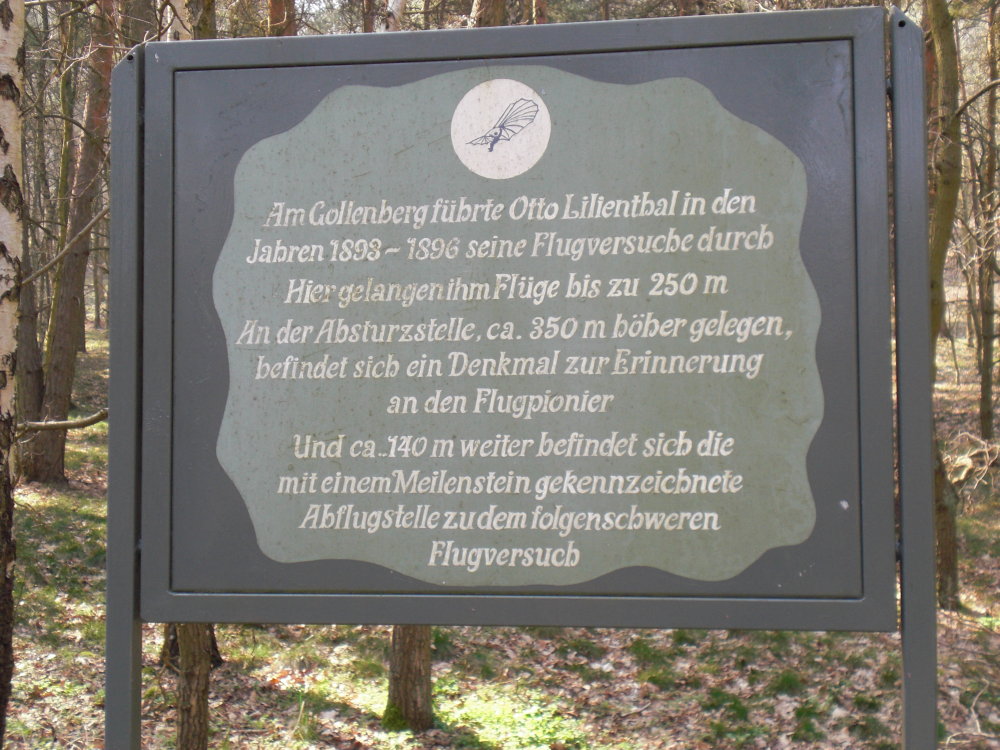 Am Gollenberg führte Otto Lilienthal in den
Jahren 1893 - 1896 seine Flugversuche durch
Hier gelangen ihm Flüge bis zu 250 m
An der Absturzstelle, ca. 350 m höher gelegen,
befindet sich ein Denkmal zur Erinnerung
an den Flugpionier
Und ca. 140 m weiter befindet sich die
mit einem Meilenstein gekennzeichnete
Abflugstelle zu dem folgenschweren
Flugversuch